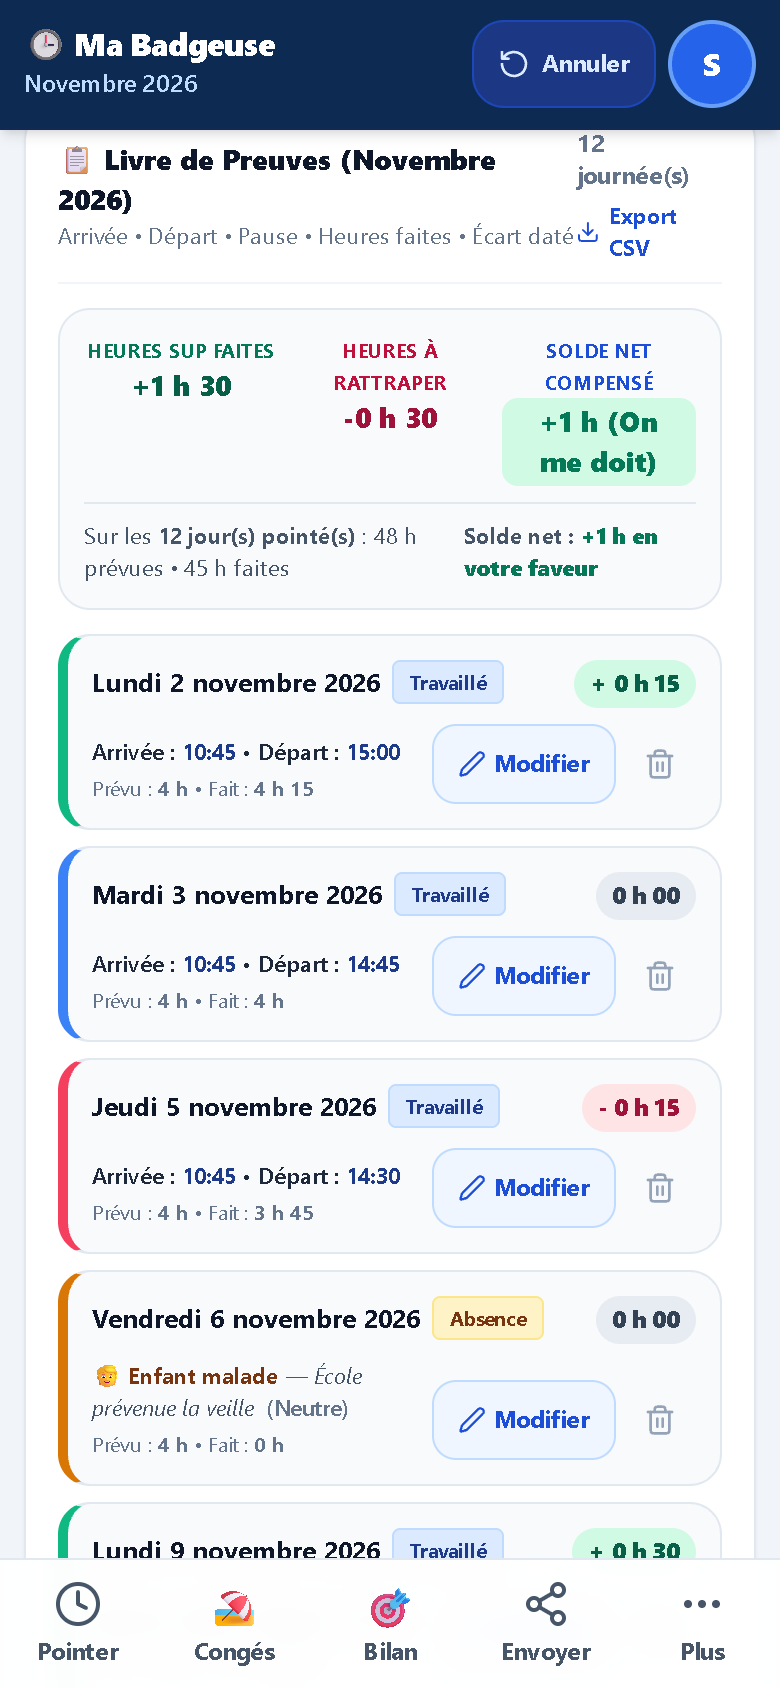 Ma Badgeuse
Novembre 2026
Annuler
S
Livre de Preuves (Novembre
2026)
Arrivée • Départ • Pause • Heures faites • Écart daté
12
journée(s)
Export
CSV
HEURES SUP FAITES
+1 h 30
HEURES À
RATTRAPER
-0 h 30
SOLDE NET
COMPENSÉ
+1 h (On
me doit)
Sur les 12 jour(s) pointé(s) : 48 h
prévues • 45 h faites
Solde net : +1 h en
votre faveur
Lundi 2 novembre 2026 Travaillé + 0 h 15
Arrivée : 10:45 • Départ : 15:00
Prévu : 4 h • Fait : 4 h 15
Modifier
Mardi 3 novembre 2026 Travaillé 0 h 00
Arrivée : 10:45 • Départ : 14:45
Prévu : 4 h • Fait : 4 h
Modifier
Jeudi 5 novembre 2026 Travaillé - 0 h 15
Arrivée : 10:45 • Départ : 14:30
Prévu : 4 h • Fait : 3 h 45
Modifier
Vendredi 6 novembre 2026 Absence 0 h 00
Enfant malade — École
prévenue la veille (Neutre)
Prévu : 4 h • Fait : 0 h
Modifier
Lundi 9 novembre 2026 Travaillé + 0 h 30
Pointer
Congés
Bilan
Envoyer
Plus